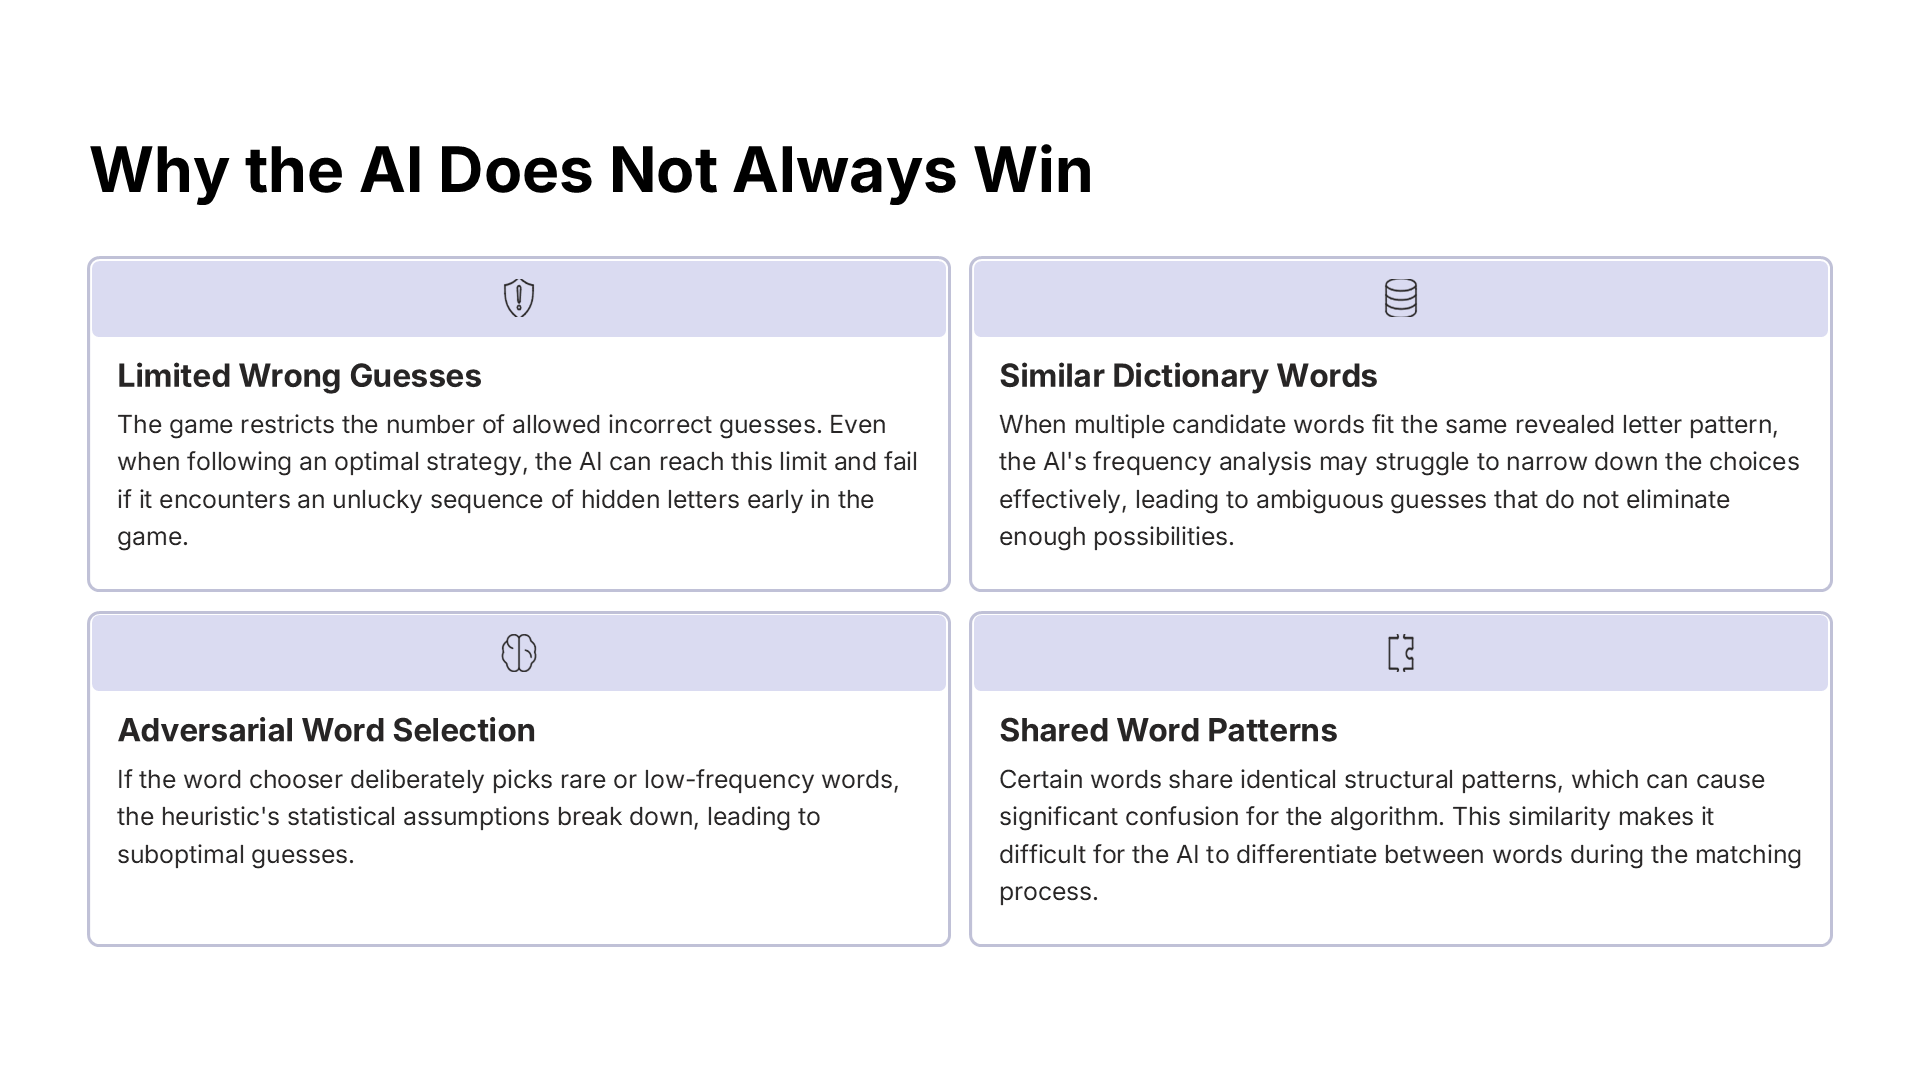 Why the AI Does Not Always Win
Limited Wrong Guesses
The game restricts the number of allowed incorrect guesses. Even
when following an optimal strategy, the AI can reach this limit and fail
if it encounters an unlucky sequence of hidden letters early in the
game.
Similar Dictionary Words
When multiple candidate words fit the same revealed letter pattern,
the AI's frequency analysis may struggle to narrow down the choices
effectively, leading to ambiguous guesses that do not eliminate
enough possibilities.
Adversarial Word Selection
If the word chooser deliberately picks rare or low-frequency words,
the heuristic's statistical assumptions break down, leading to
suboptimal guesses.
Shared Word Patterns
Certain words share identical structural patterns, which can cause
significant confusion for the algorithm. This similarity makes it
difficult for the AI to differentiate between words during the matching
process.